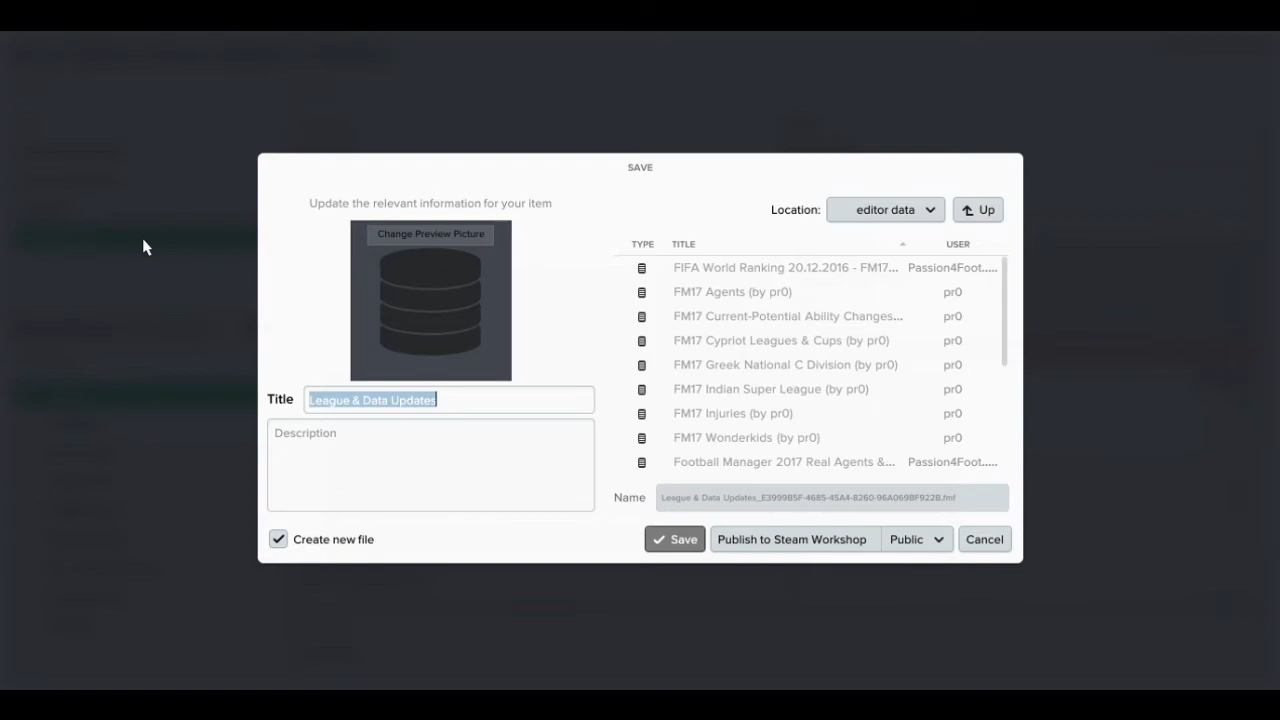 SAVE
Update the relevant information for your item
Change Preview Picture
Title League & Data Updates
Description
Create new file
Location: editor data Up
TYPE TITLE USER
FIFA World Ranking 20.12.2016 - FM17... Passion4Foot.....
FM17 Agents (by pr0) pr0
FM17 Current-Potential Ability Changes... pr0
FM17 Cypriot Leagues & Cups (by pr0) pr0
FM17 Greek National C Division (by pr0) pr0
FM17 Indian Super League (by pr0) pr0
FM17 Injuries (by pr0) pr0
FM17 Wonderkids (by pr0) pr0
Football Manager 2017 Real Agents &... Passion4Foot.....
Name League & Data Updates_E3999B5F-4685-45A4-8260-96A069BF922B.fmf
Save Publish to Steam Workshop Public Cancel